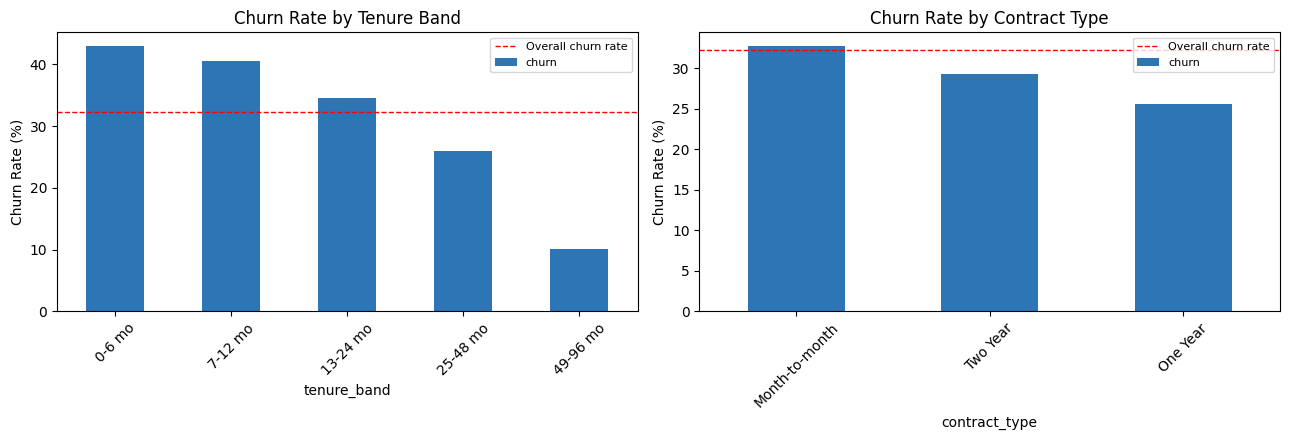 Churn Rate by Tenure Band
Overall churn rate
churn
Churn Rate (%)
40
30
20
10
0
0-6 mo
7-12 mo
13-24 mo
25-48 mo
49-96 mo
tenure_band
Churn Rate by Contract Type
Overall churn rate
churn
Churn Rate (%)
30
25
20
15
10
5
0
Month-to-month
Two Year
One Year
contract_type